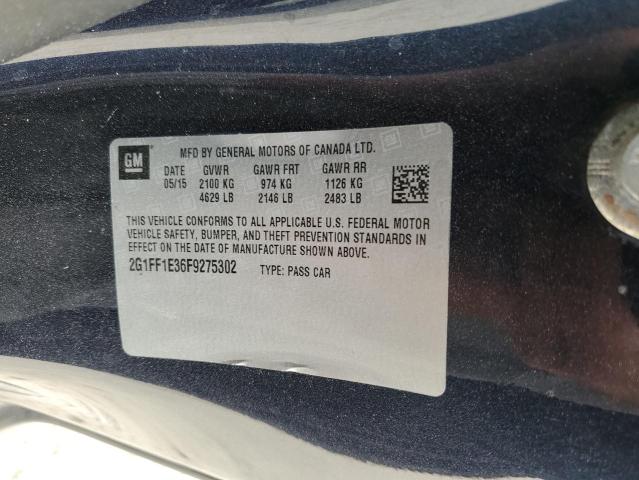 GM
MFD BY GENERAL MOTORS OF CANADA LTD.
DATE GVWR GAWR FRT GAWR RR
05/15 2100 KG 974 KG 1126 KG
4629 LB 2146 LB 2483 LB
THIS VEHICLE CONFORMS TO ALL APPLICABLE U.S. FEDERAL MOTOR
VEHICLE SAFETY, BUMPER, AND THEFT PREVENTION STANDARDS IN
EFFECT ON THE DATE OF MANUFACTURE SHOWN ABOVE.
2G1FF1E36F9275302 TYPE: PASS CAR